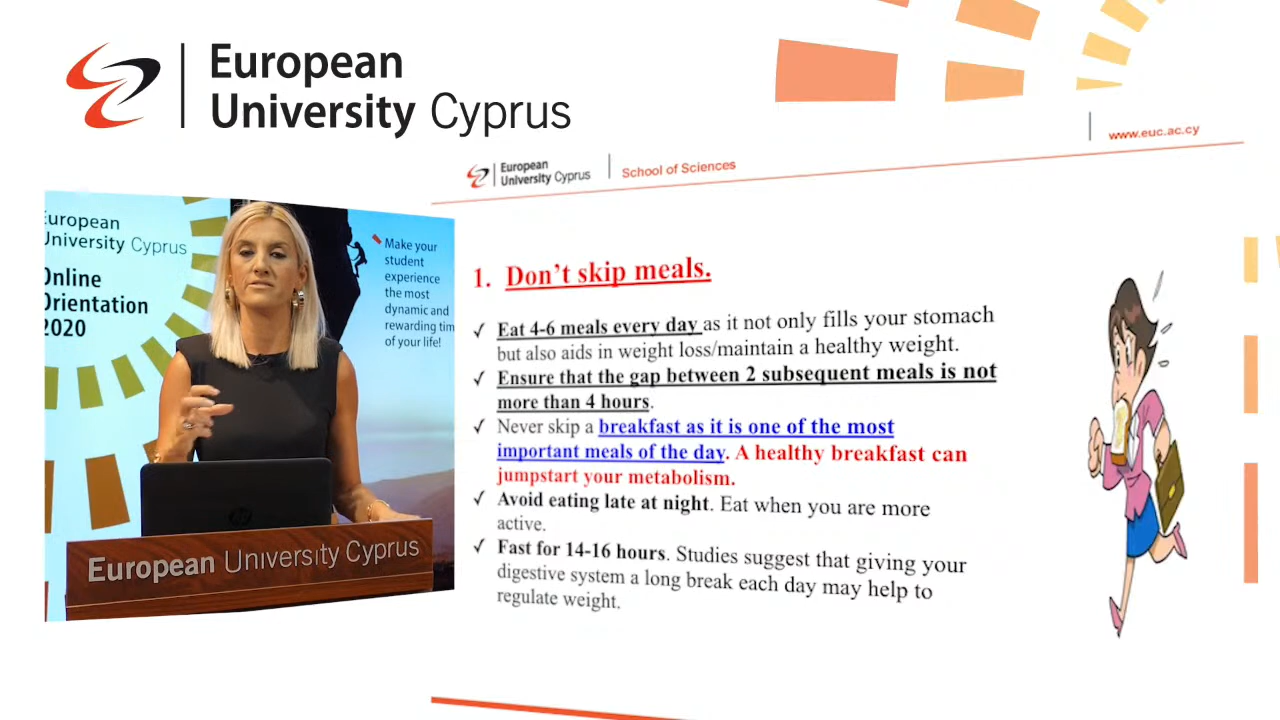 European
University Cyprus
www.euc.ac.cy
European
University Cyprus
School of Sciences
European
University Cyprus
Online
Orientation
2020
Make your
student
experience
the most
dynamic and
rewarding tim
of your life!
European University Cyprus
1. Don't skip meals.
✓ Eat 4-6 meals every day as it not only fills your stomach
but also aids in weight loss/maintain a healthy weight.
✓ Ensure that the gap between 2 subsequent meals is not
more than 4 hours.
✓ Never skip a breakfast as it is one of the most
important meals of the day. A healthy breakfast can
jumpstart your metabolism.
✓ Avoid eating late at night. Eat when you are more
active.
✓ Fast for 14-16 hours. Studies suggest that giving your
digestive system a long break each day may help to
regulate weight.